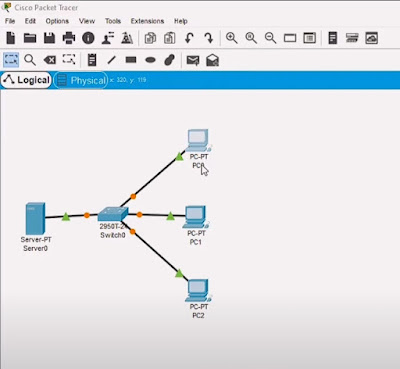 Cisco Packet Tracer
File Edit Options View Tools Extensions Help
Logical Physical x: 320, y: 119
PC-PT
PC0
Server-PT
Server0
2950T-24
Switch0
PC-PT
PC1
PC-PT
PC2